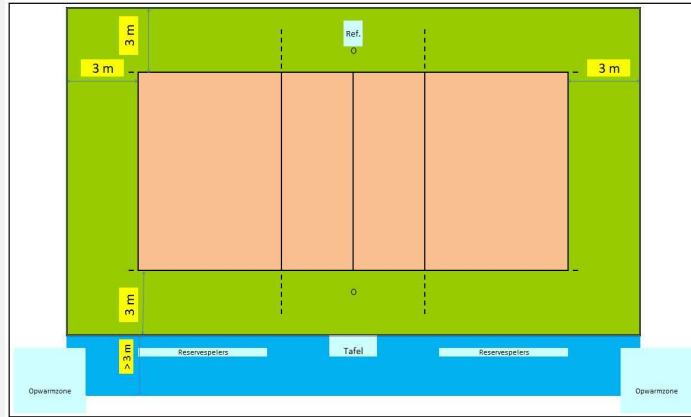 Ref.
O
3 m
3 m
3 m
3 m
O
> 3 m
Reservespelers
Tafel
Reservespelers
Opwarmzone
Opwarmzone